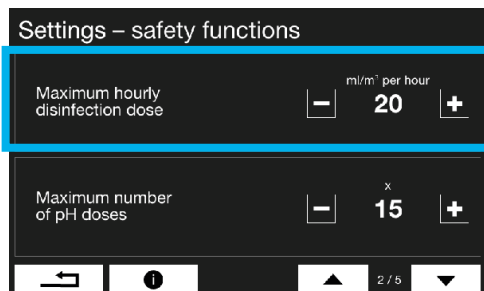 Settings – safety functions
ml/m³ per hour
Maximum hourly
disinfection dose
– 20 +
x
Maximum number
of pH doses
– 15 +
i
2/5